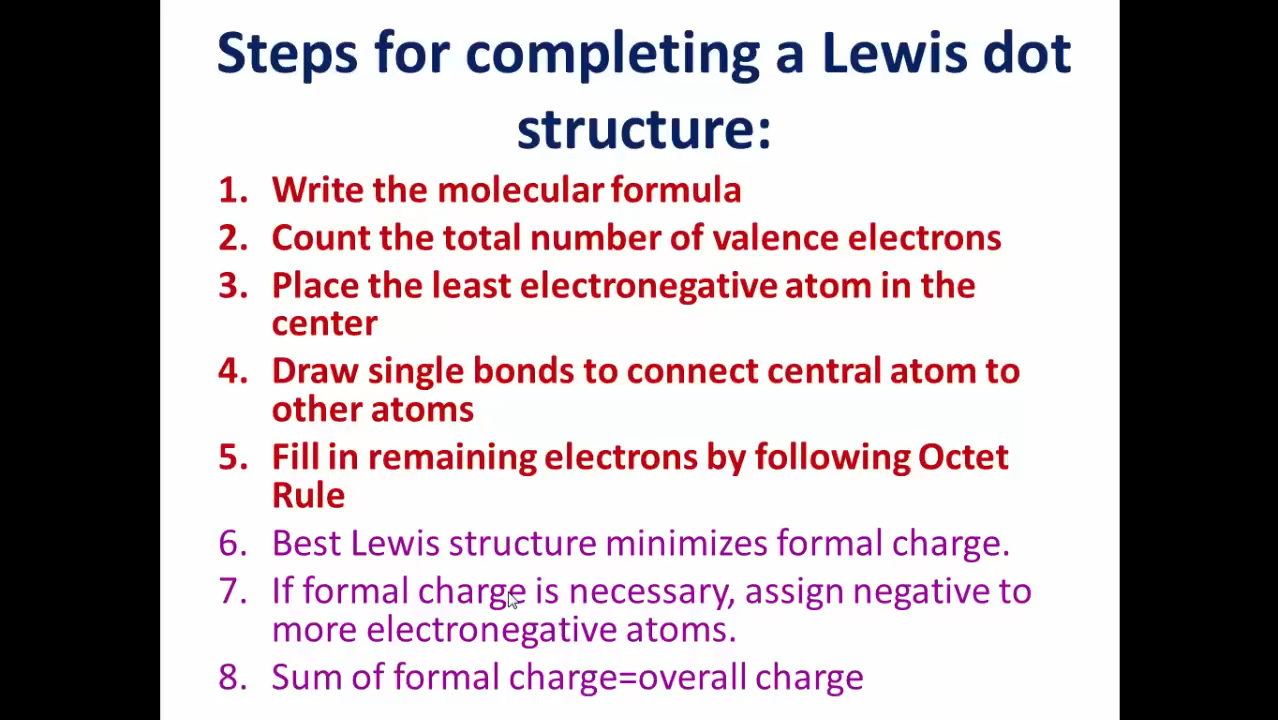 Steps for completing a Lewis dot
structure:
1. Write the molecular formula
2. Count the total number of valence electrons
3. Place the least electronegative atom in the
center
4. Draw single bonds to connect central atom to
other atoms
5. Fill in remaining electrons by following Octet
Rule
6. Best Lewis structure minimizes formal charge.
7. If formal charge is necessary, assign negative to
more electronegative atoms.
8. Sum of formal charge=overall charge